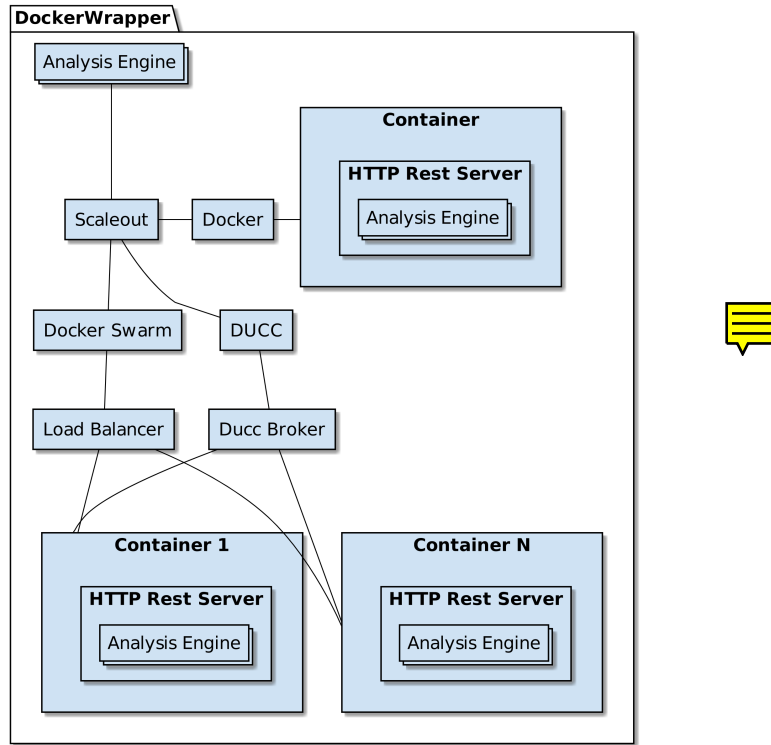 DockerWrapper
Analysis Engine
Container
HTTP Rest Server
Analysis Engine
Scaleout
Docker
Docker Swarm
DUCC
Load Balancer
Ducc Broker
Container 1
HTTP Rest Server
Analysis Engine
Container N
HTTP Rest Server
Analysis Engine